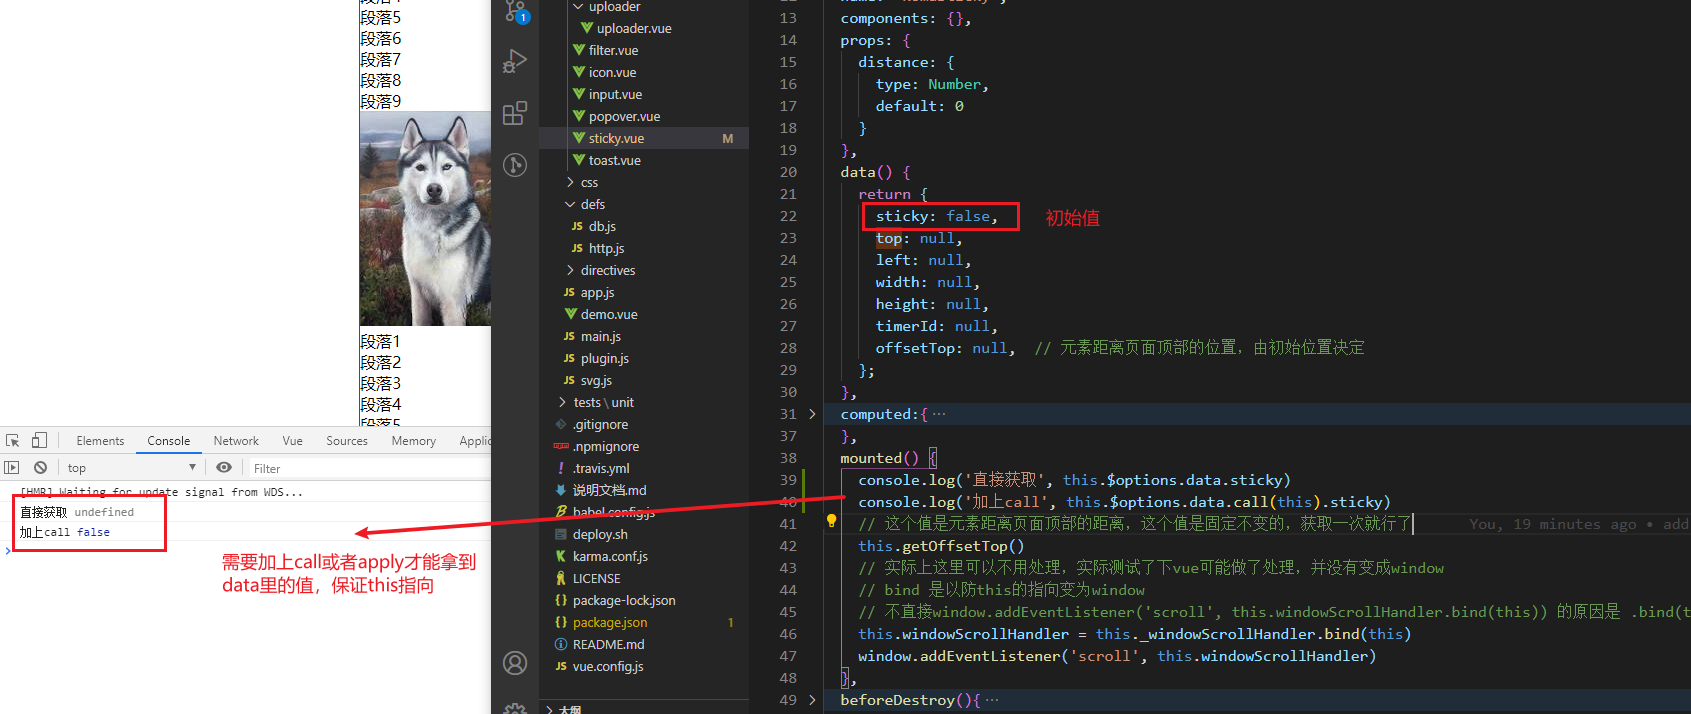 段落5
段落6
段落7
段落8
段落9
段落1
段落2
段落3
段落4
段落5
Elements Console Network Vue Sources Memory Applic
top Filter
[HMR] Waiting for update signal from WDS...
直接获取 undefined
加上call false
需要加上call或者apply才能拿到
data里的值，保证this指向
1
uploader
uploader.vue
filter.vue
icon.vue
input.vue
popover.vue
sticky.vue M
toast.vue
css
defs
db.js
http.js
directives
app.js
demo.vue
main.js
plugin.js
svg.js
tests \ unit
.gitignore
.npmignore
.travis.yml
说明文档.md
babel.config.js
deploy.sh
karma.conf.js
LICENSE
package-lock.json
package.json 1
README.md
vue.config.js
大纲
13 components: {},
14 props: {
15 distance: {
16 type: Number,
17 default: 0
18 }
19 },
20 data() {
21 return {
22 sticky: false, 初始值
23 top: null,
24 left: null,
25 width: null,
26 height: null,
27 timerId: null,
28 offsetTop: null, // 元素距离页面顶部的位置，由初始位置决定
29 };
30 },
31 computed:{ ...
37 },
38 mounted() {
39 console.log('直接获取', this.$options.data.sticky)
40 console.log('加上call', this.$options.data.call(this).sticky)
41 // 这个值是元素距离页面顶部的距离，这个值是固定不变的，获取一次就行了 You, 19 minutes ago • add
42 this.getOffsetTop()
43 // 实际上这里可以不用处理，实际测试了下vue可能做了处理，并没有变成window
44 // bind 是以防this的指向变为window
45 // 不直接window.addEventListener('scroll', this.windowScrollHandler.bind(this)) 的原因是 .bind(t
46 this.windowScrollHandler = this._windowScrollHandler.bind(this)
47 window.addEventListener('scroll', this.windowScrollHandler)
48 },
49 beforeDestroy(){ ...